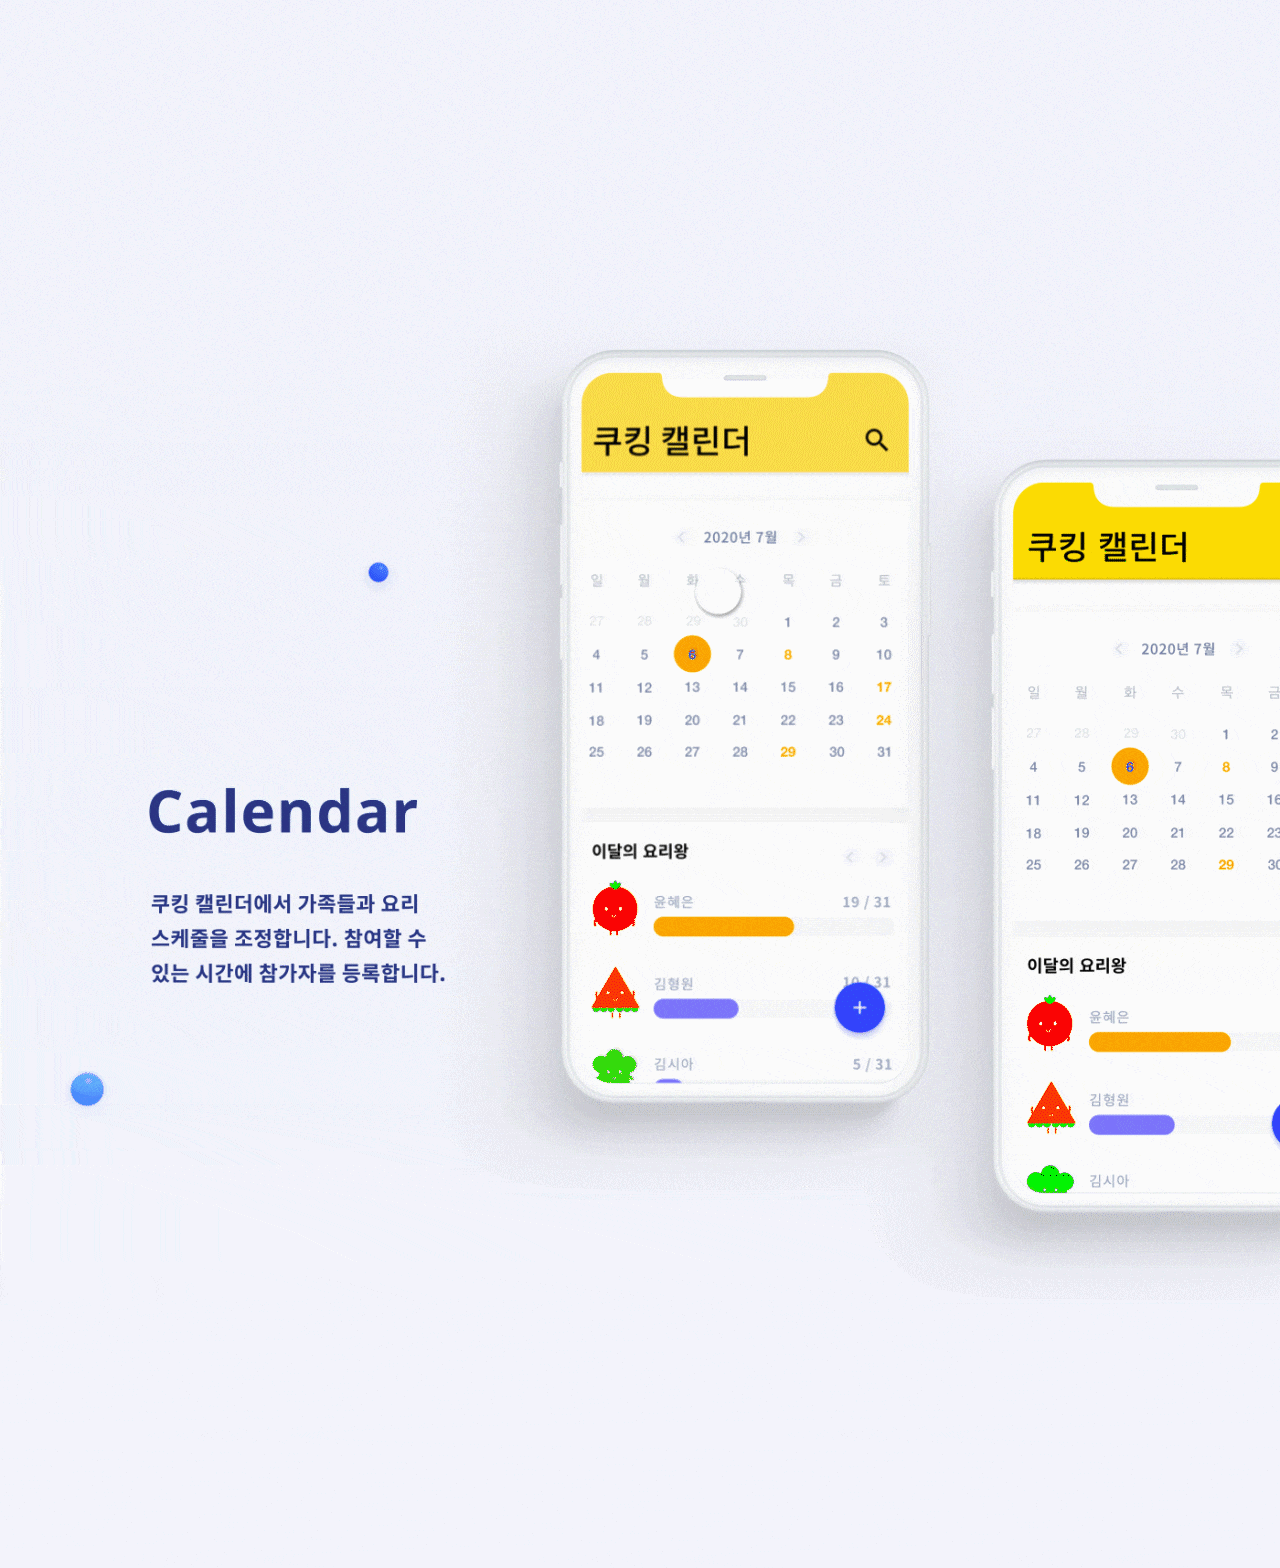 Calendar
쿠킹 캘린더에서 가족들과 요리
스케줄을 조정합니다. 참여할 수
있는 시간에 참가자를 등록합니다.
쿠킹 캘린더
2020년 7월
일 월 화 수 목 금 토
27 28 29 30 1 2 3
4 5 6 7 8 9 10
11 12 13 14 15 16 17
18 19 20 21 22 23 24
25 26 27 28 29 30 31
이달의 요리왕
윤혜은 19 / 31
김형원 10 / 31
김시아 5 / 31
쿠킹 캘린더
2020년 7월
일 월 화 수 목 금
27 28 29 30 1 2
4 5 6 7 8 9
11 12 13 14 15 16
18 19 20 21 22 23
25 26 27 28 29 30
이달의 요리왕
윤혜은
김형원
김시아